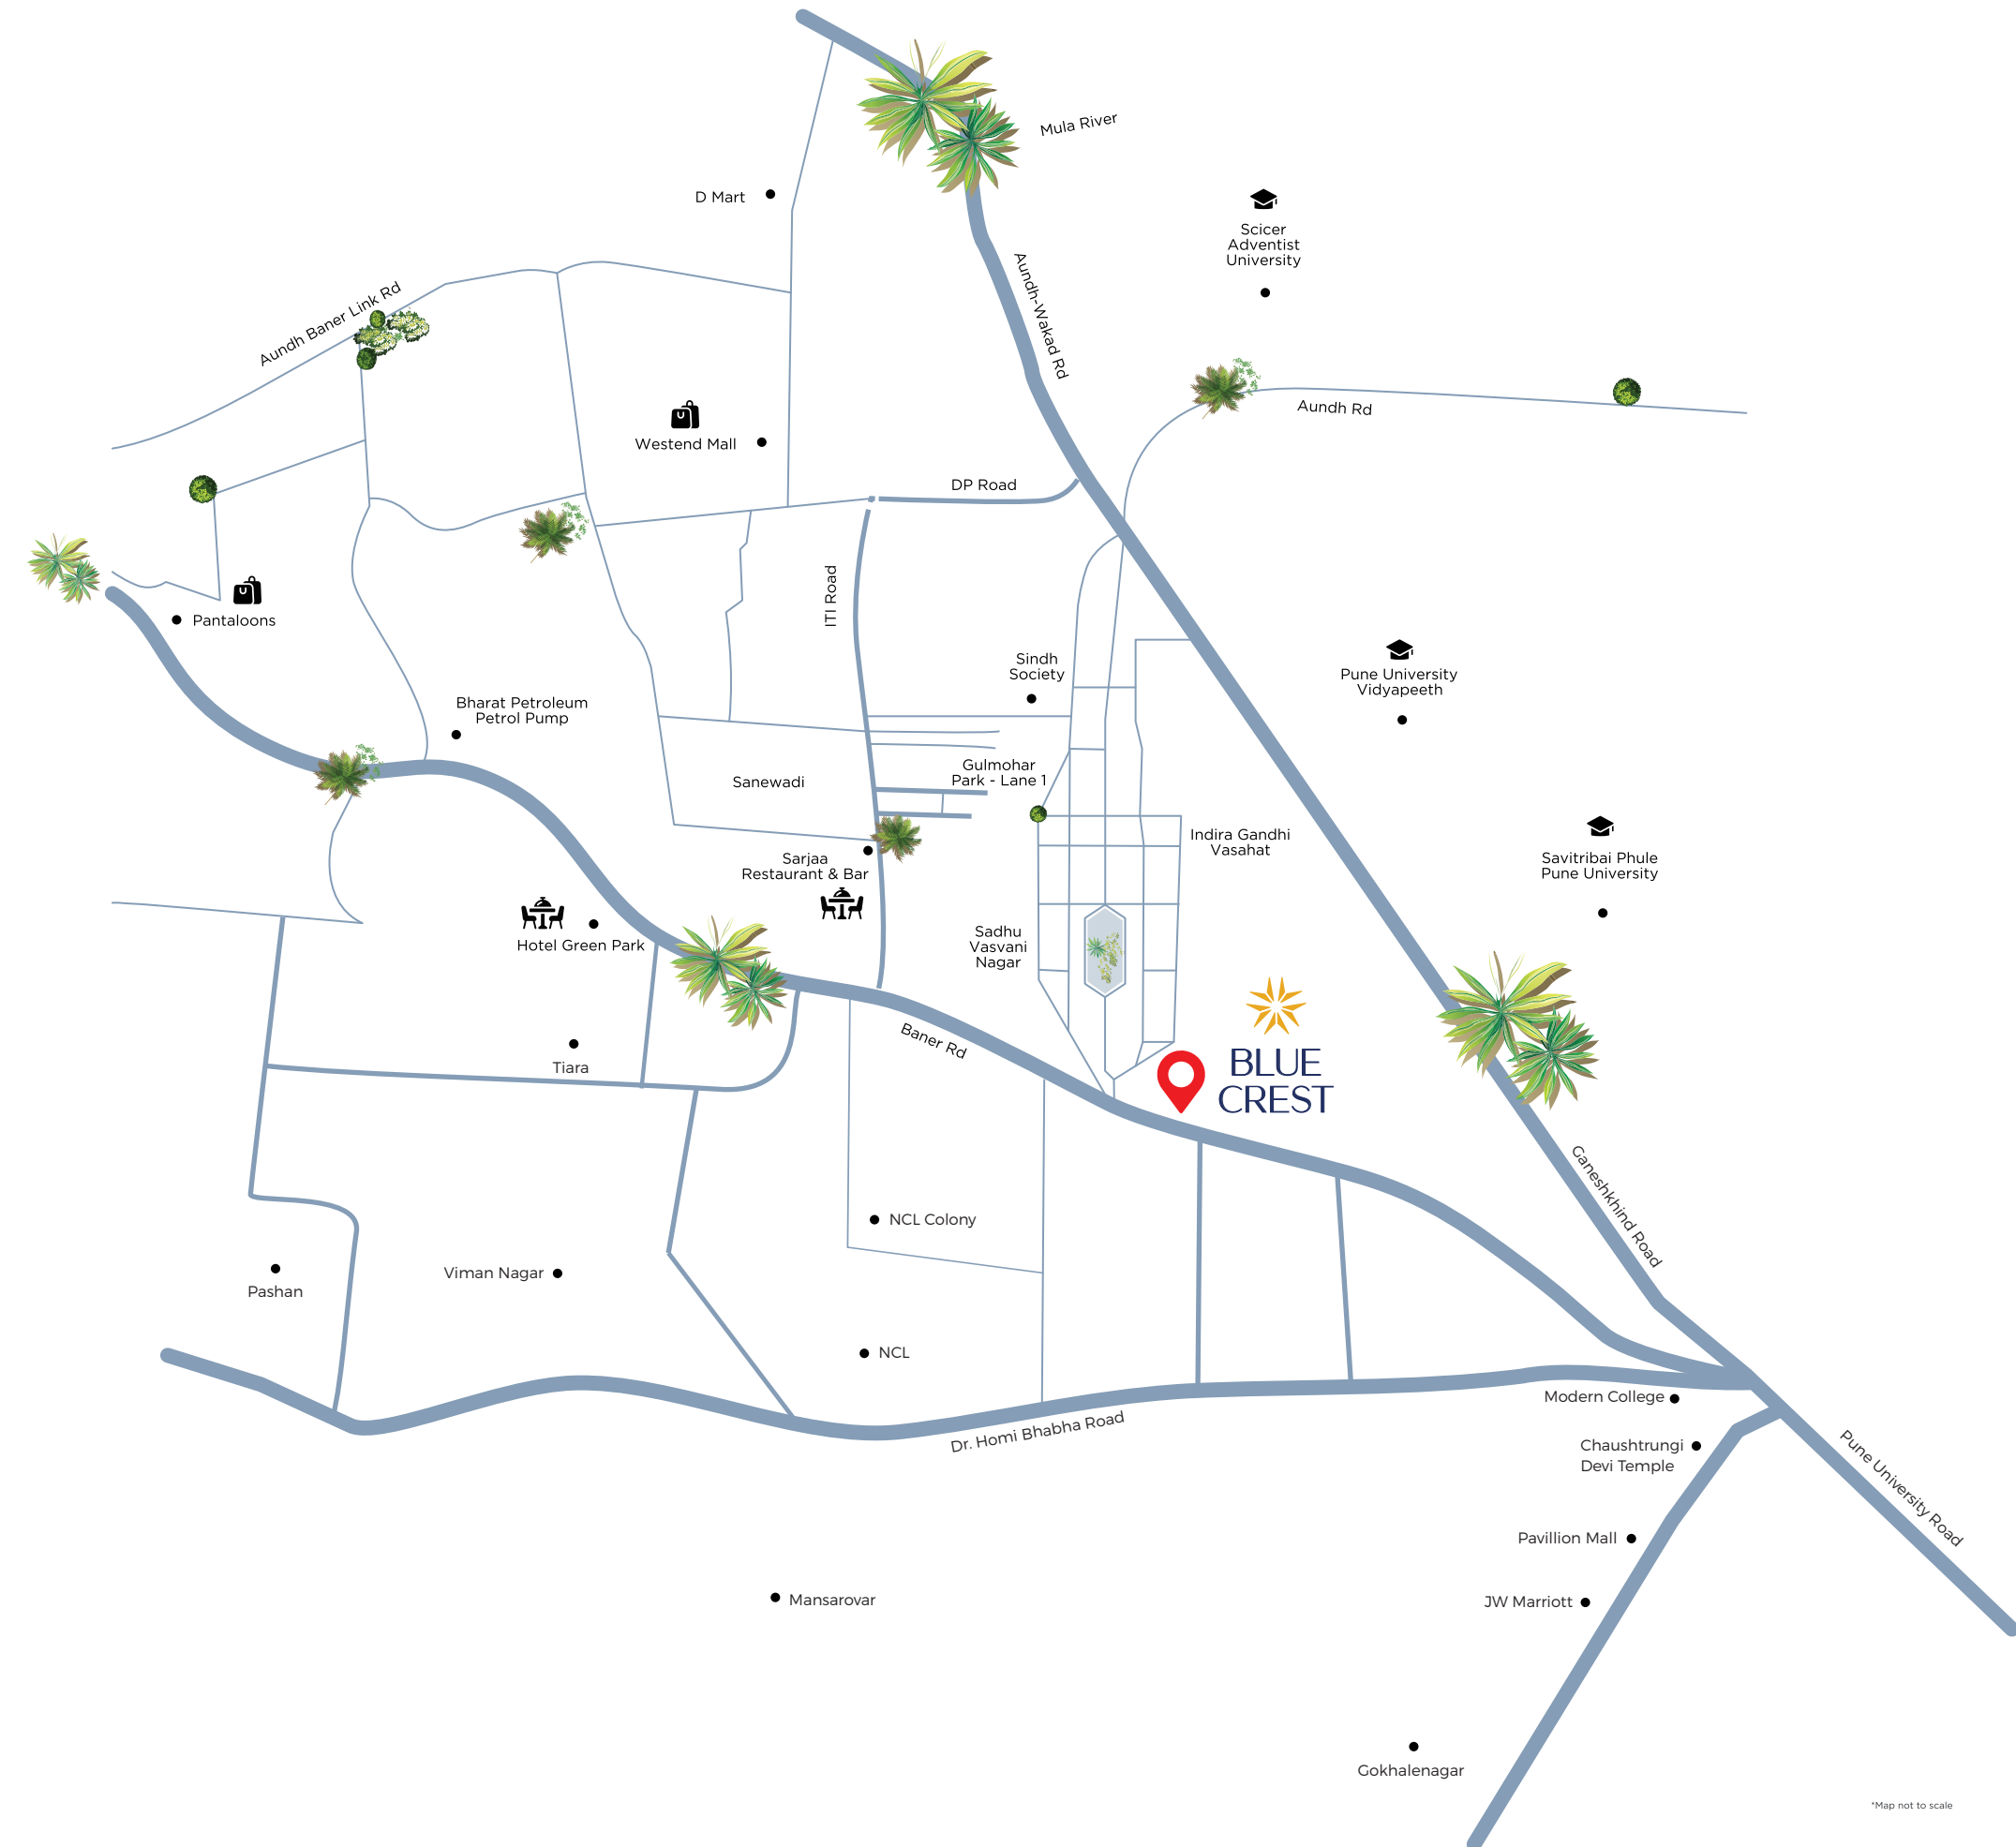 Mula River
D Mart
Scicer
Adventist
University
Aundh-Wakad Rd
Aundh Baner Link Rd
Aundh Rd
Westend Mall
DP Road
ITI Road
Pantaloons
Sindh
Society
Pune University
Vidyapeeth
Bharat Petroleum
Petrol Pump
Gulmohar
Park - Lane 1
Sanewadi
Indira Gandhi
Vasahat
Sarjaa
Restaurant & Bar
Savitribai Phule
Pune University
Hotel Green Park
Sadhu
Vasvani
Nagar
Baner Rd
BLUE
CREST
Tiara
Ganeshkhind Road
NCL Colony
Viman Nagar
Pashan
NCL
Modern College
Dr. Homi Bhabha Road
Chaushtrungi
Devi Temple
Pune University Road
Pavillion Mall
Mansarovar
JW Marriott
Gokhalenagar
*Map not to scale